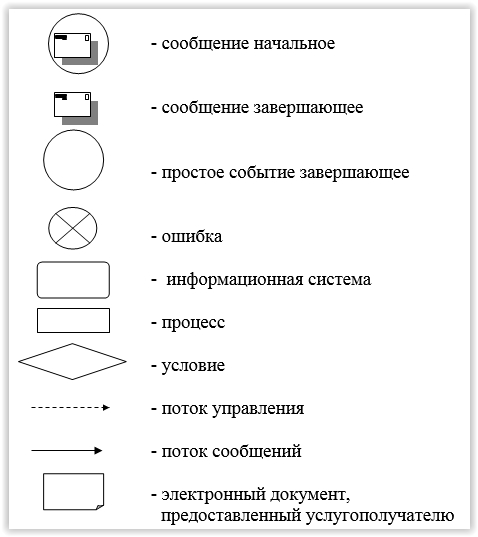 - сообщение начальное
- сообщение завершающее
- простое событие завершающее
- ошибка
- информационная система
- процесс
- условие
- поток управления
- поток сообщений
- электронный документ,
предоставленный услугополучателю